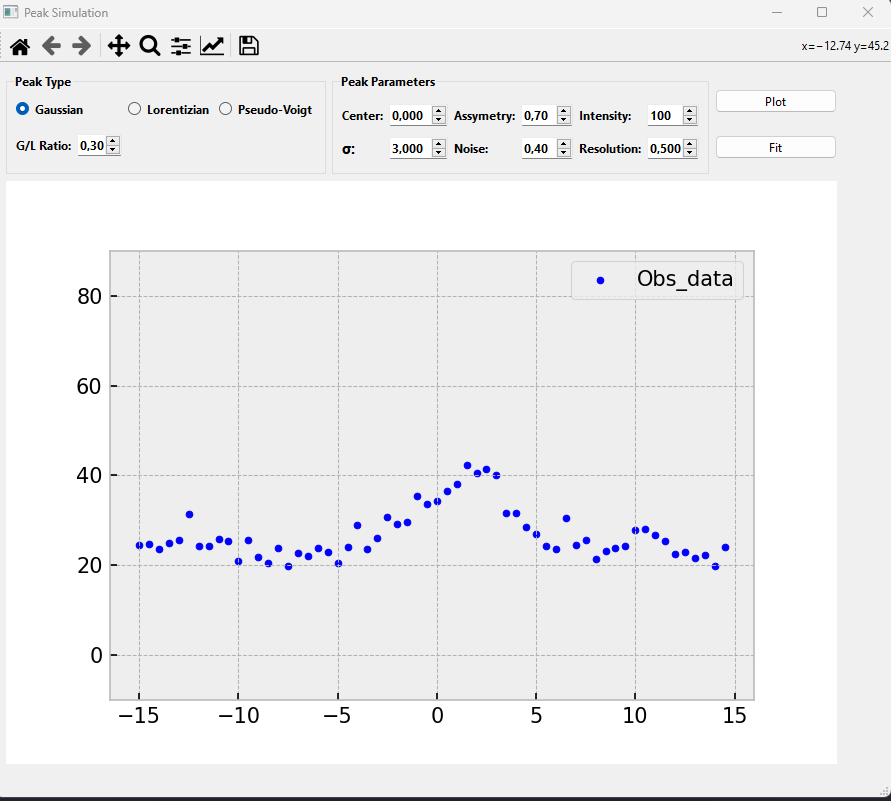 Peak Simulation
x=−12.74 y=45.2
Peak Type
Peak Parameters
Gaussian Lorentizian Pseudo-Voigt
Center: 0,000 Assymetry: 0,70 Intensity: 100
Plot
G/L Ratio: 0,30
σ: 3,000 Noise: 0,40 Resolution: 0,500
Fit
Obs_data
80
60
40
20
0
−15 −10 −5 0 5 10 15